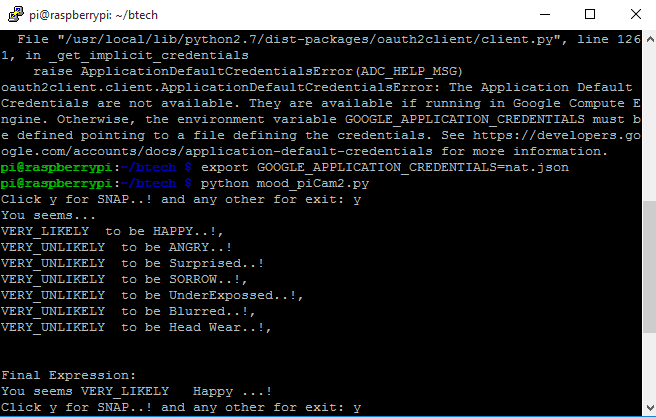 pi@raspberrypi: ~/btech
  File "/usr/local/lib/python2.7/dist-packages/oauth2client/client.py", line 126
1, in _get_implicit_credentials
    raise ApplicationDefaultCredentialsError(ADC_HELP_MSG)
oauth2client.client.ApplicationDefaultCredentialsError: The Application Default
Credentials are not available. They are available if running in Google Compute E
ngine. Otherwise, the environment variable GOOGLE_APPLICATION_CREDENTIALS must b
e defined pointing to a file defining the credentials. See https://developers.go
ogle.com/accounts/docs/application-default-credentials for more information.
pi@raspberrypi:~/btech $ export GOOGLE_APPLICATION_CREDENTIALS=nat.json
pi@raspberrypi:~/btech $ python mood_piCam2.py
Click y for SNAP..! and any other for exit: y
You seems...
VERY_LIKELY  to be HAPPY..!,
VERY_UNLIKELY  to be ANGRY..!
VERY_UNLIKELY  to be Surprised..!
VERY_UNLIKELY  to be SORROW..!,
VERY_UNLIKELY  to be UnderExpossed..!,
VERY_UNLIKELY  to be Blurred..!,
VERY_UNLIKELY  to be Head Wear..!,
Final Expression:
You seems VERY_LIKELY   Happy ...!
Click y for SNAP..! and any other for exit: y